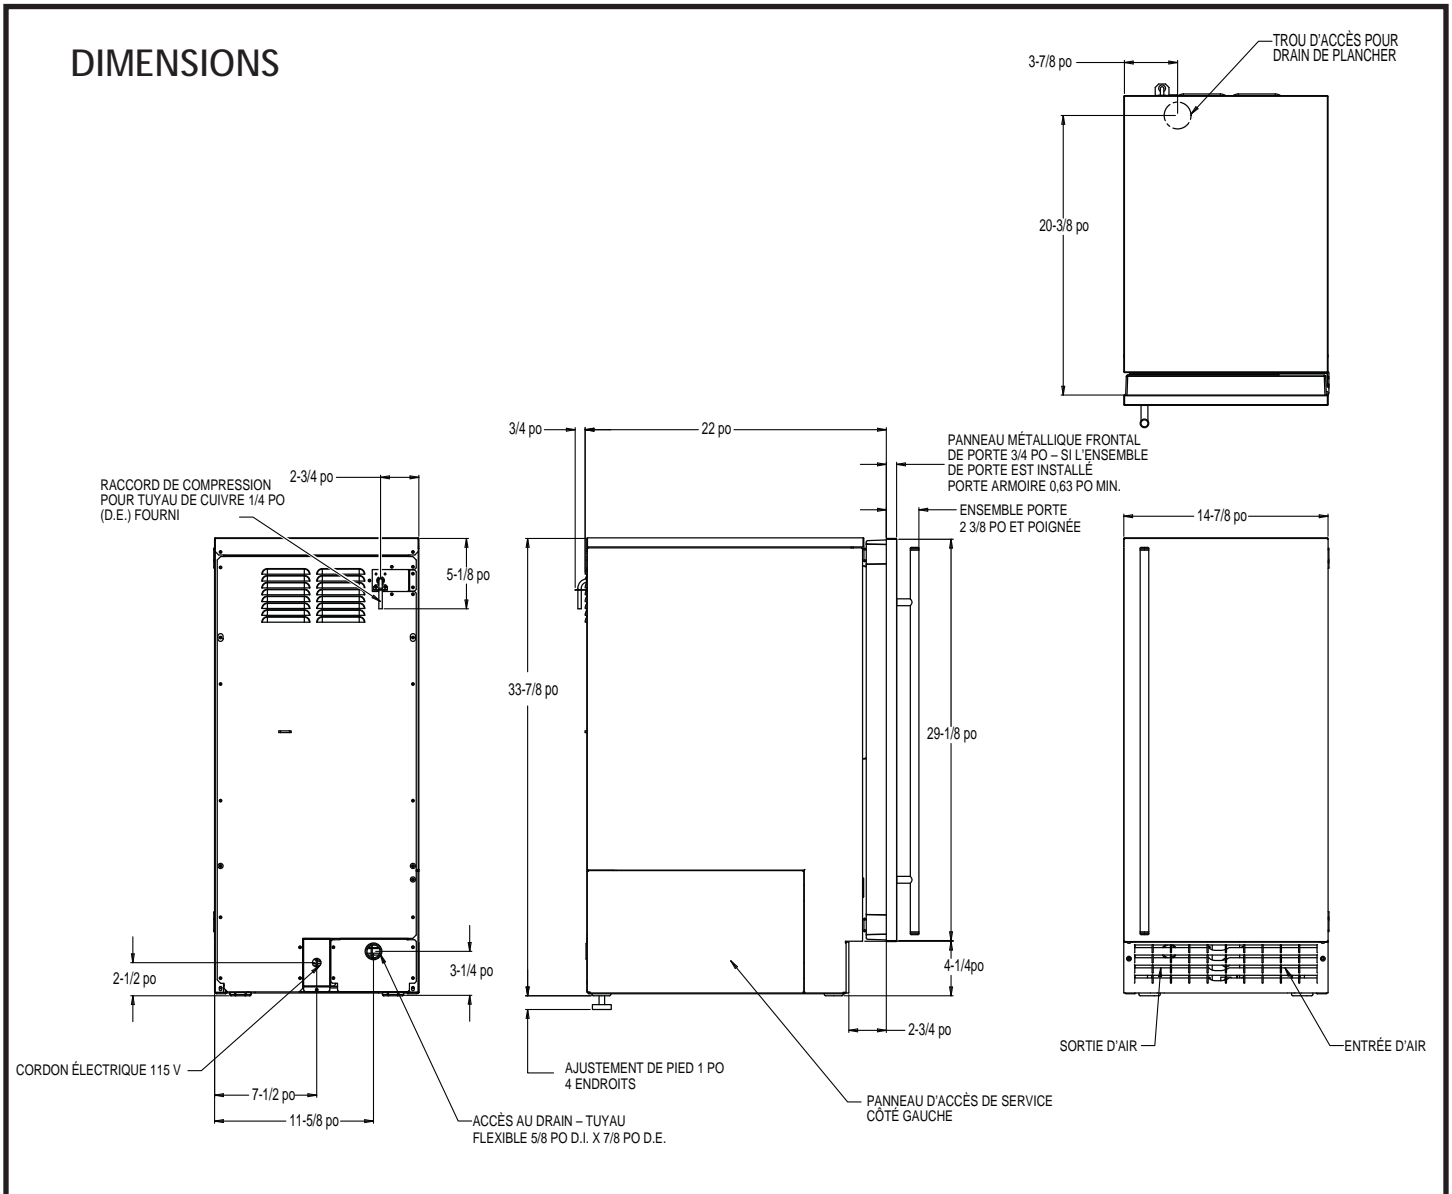 DIMENSIONS
TROU D'ACCÈS POUR
DRAIN DE PLANCHER
3-7/8 po
20-3/8 po
3/4 po
22 po
PANNEAU MÉTALLIQUE FRONTAL
DE PORTE 3/4 PO – SI L'ENSEMBLE
DE PORTE EST INSTALLÉ
PORTE ARMOIRE 0,63 PO MIN.
ENSEMBLE PORTE
2 3/8 PO ET POIGNÉE
2-3/4 po
RACCORD DE COMPRESSION
POUR TUYAU DE CUIVRE 1/4 PO
(D.E.) FOURNI
14-7/8 po
5-1/8 po
33-7/8 po
29-1/8 po
2-1/2 po
3-1/4 po
4-1/4po
2-3/4 po
SORTIE D'AIR
ENTRÉE D'AIR
CORDON ÉLECTRIQUE 115 V
AJUSTEMENT DE PIED 1 PO
4 ENDROITS
7-1/2 po
11-5/8 po
PANNEAU D'ACCÈS DE SERVICE
CÔTÉ GAUCHE
ACCÈS AU DRAIN – TUYAU
FLEXIBLE 5/8 PO D.I. X 7/8 PO D.E.